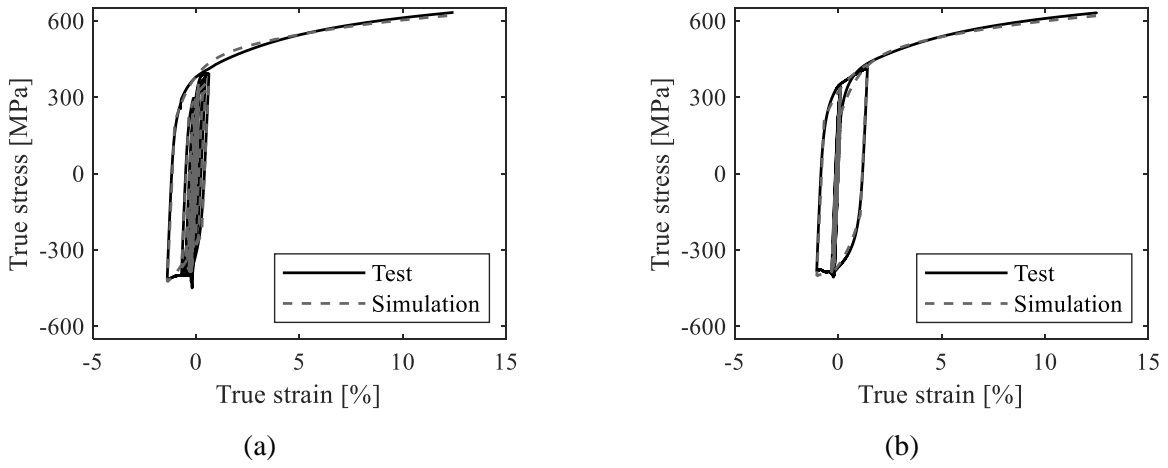 600
300
0
-300
-600
True stress [MPa]
Test
Simulation
-5
0
5
10
15
True strain [%]
(a)
600
300
0
-300
-600
True stress [MPa]
Test
Simulation
-5
0
5
10
15
True strain [%]
(b)